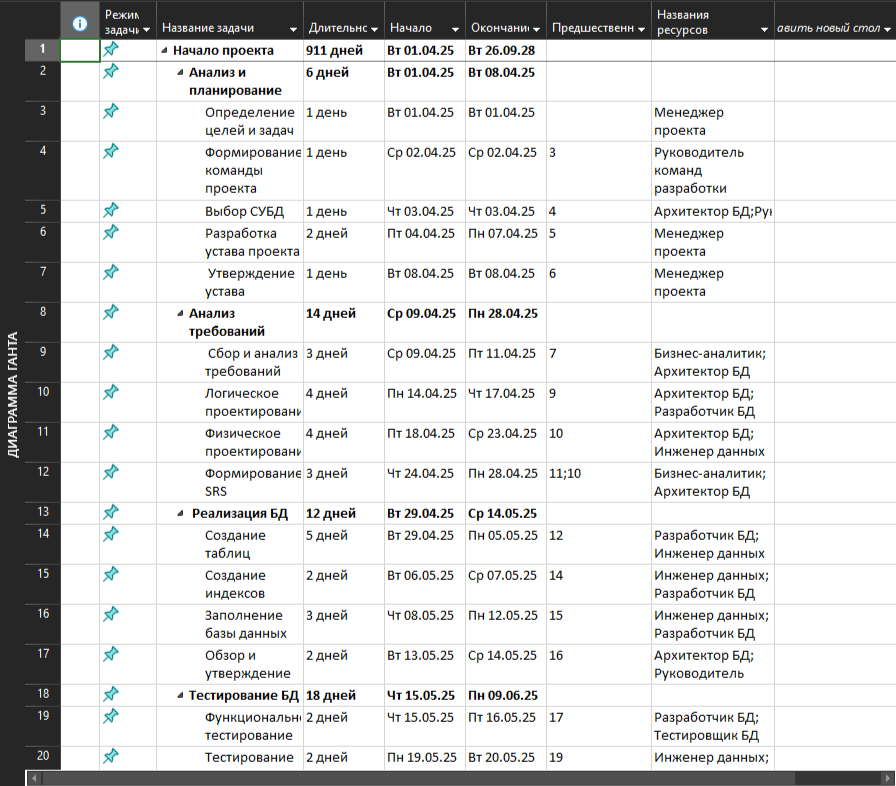 Режим задачи Название задачи Длительнс Начало Окончани Предшественн Названия ресурсов авить новый стол
ДИАГРАММА ГАНТА
1 Начало проекта 911 дней Вт 01.04.25 Вт 26.09.28
2 Анализ и 6 дней Вт 01.04.25 Вт 08.04.25
планирование
3 Определение 1 день Вт 01.04.25 Вт 01.04.25 Менеджер
целей и задач проекта
4 Формирование 1 день Ср 02.04.25 Ср 02.04.25 3 Руководитель
команды команд
проекта разработки
5 Выбор СУБД 1 день Чт 03.04.25 Чт 03.04.25 4 Архитектор БД;Рук
6 Разработка 2 дней Пт 04.04.25 Пн 07.04.25 5 Менеджер
устава проекта проекта
7 Утверждение 1 день Вт 08.04.25 Вт 08.04.25 6 Менеджер
устава проекта
8 Анализ 14 дней Ср 09.04.25 Пн 28.04.25
требований
9 Сбор и анализ 3 дней Ср 09.04.25 Пт 11.04.25 7 Бизнес-аналитик;
требований Архитектор БД
10 Логическое 4 дней Пн 14.04.25 Чт 17.04.25 9 Архитектор БД;
проектировани Разработчик БД
11 Физическое 4 дней Пт 18.04.25 Ср 23.04.25 10 Архитектор БД;
проектировани Инженер данных
12 Формирование 3 дней Чт 24.04.25 Пн 28.04.25 11;10 Бизнес-аналитик;
SRS Архитектор БД
13 Реализация БД 12 дней Вт 29.04.25 Ср 14.05.25
14 Создание 5 дней Вт 29.04.25 Пн 05.05.25 12 Разработчик БД;
таблиц Инженер данных
15 Создание 2 дней Вт 06.05.25 Ср 07.05.25 14 Инженер данных;
индексов Разработчик БД
16 Заполнение 3 дней Чт 08.05.25 Пн 12.05.25 15 Инженер данных;
базы данных Разработчик БД
17 Обзор и 2 дней Вт 13.05.25 Ср 14.05.25 16 Архитектор БД;
утверждение Руководитель
18 Тестирование БД 18 дней Чт 15.05.25 Пн 09.06.25
19 Функциональн 2 дней Чт 15.05.25 Пт 16.05.25 17 Разработчик БД;
тестирование Тестировщик БД
20 Тестирование 2 дней Пн 19.05.25 Вт 20.05.25 19 Инженер данных;